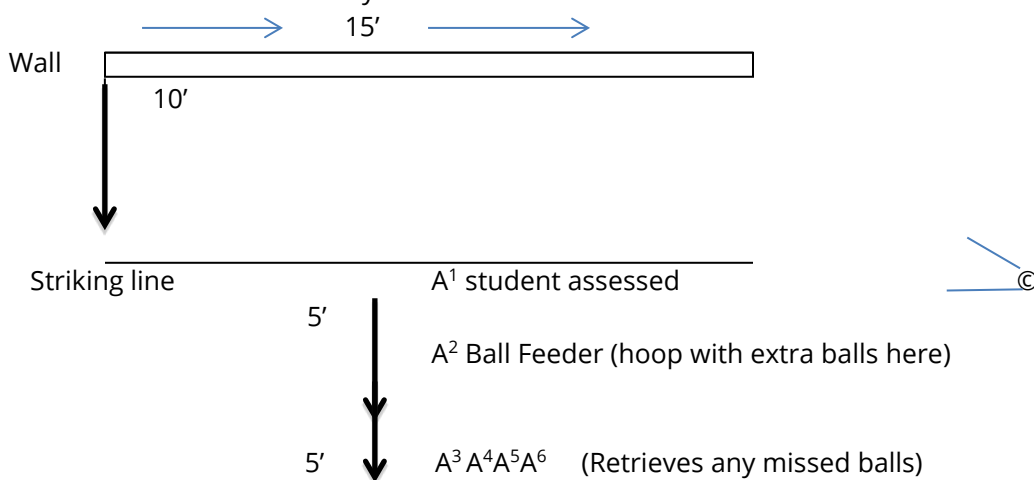 15’
Wall
10’
Striking line A¹ student assessed ©
5’
A² Ball Feeder (hoop with extra balls here)
5’ A³ A⁴A⁵A⁶ (Retrieves any missed balls)